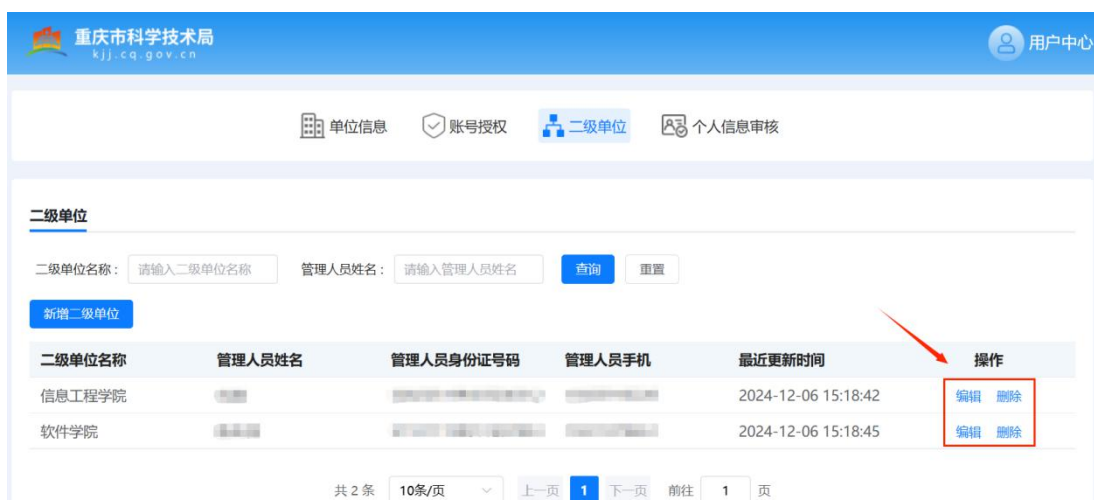 重庆市科学技术局
kjj.cq.gov.cn
用户中心
单位信息 账号授权 二级单位 个人信息审核
二级单位
二级单位名称： 请输入二级单位名称 管理人员姓名： 请输入管理人员姓名 查询 重置
新增二级单位
二级单位名称 管理人员姓名 管理人员身份证号码 管理人员手机 最近更新时间 操作
信息工程学院 2024-12-06 15:18:42 编辑 删除
软件学院 2024-12-06 15:18:45 编辑 删除
共 2 条 10条/页 上一页 1 下一页 前往 1 页